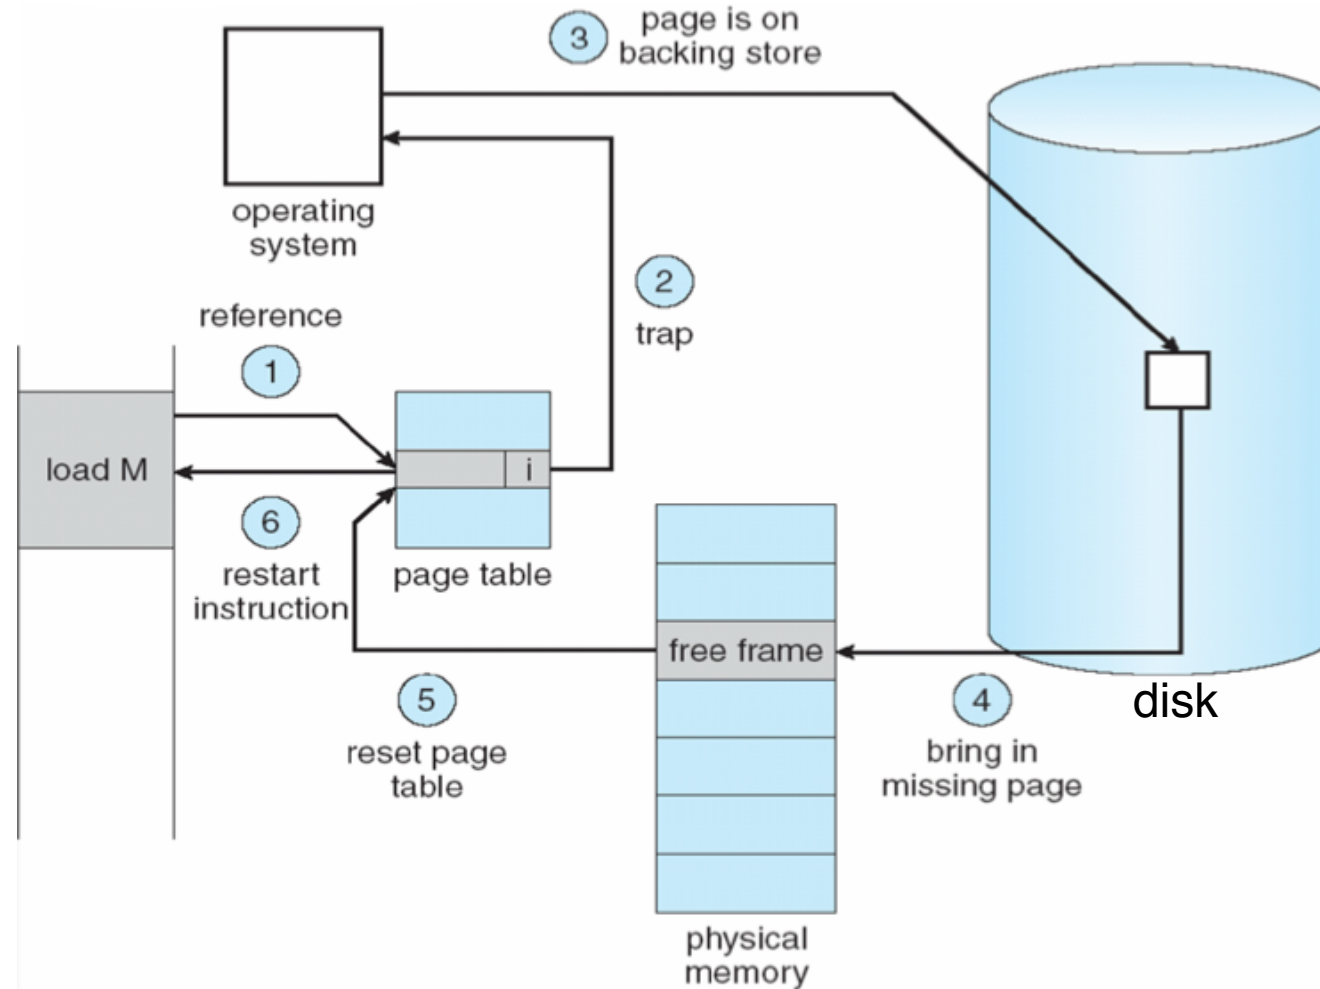 3
page is on
backing store
operating
system
2
trap
reference
1
load M
i
6
restart
instruction
page table
free frame
5
reset page
table
4
bring in
missing page
disk
physical
memory